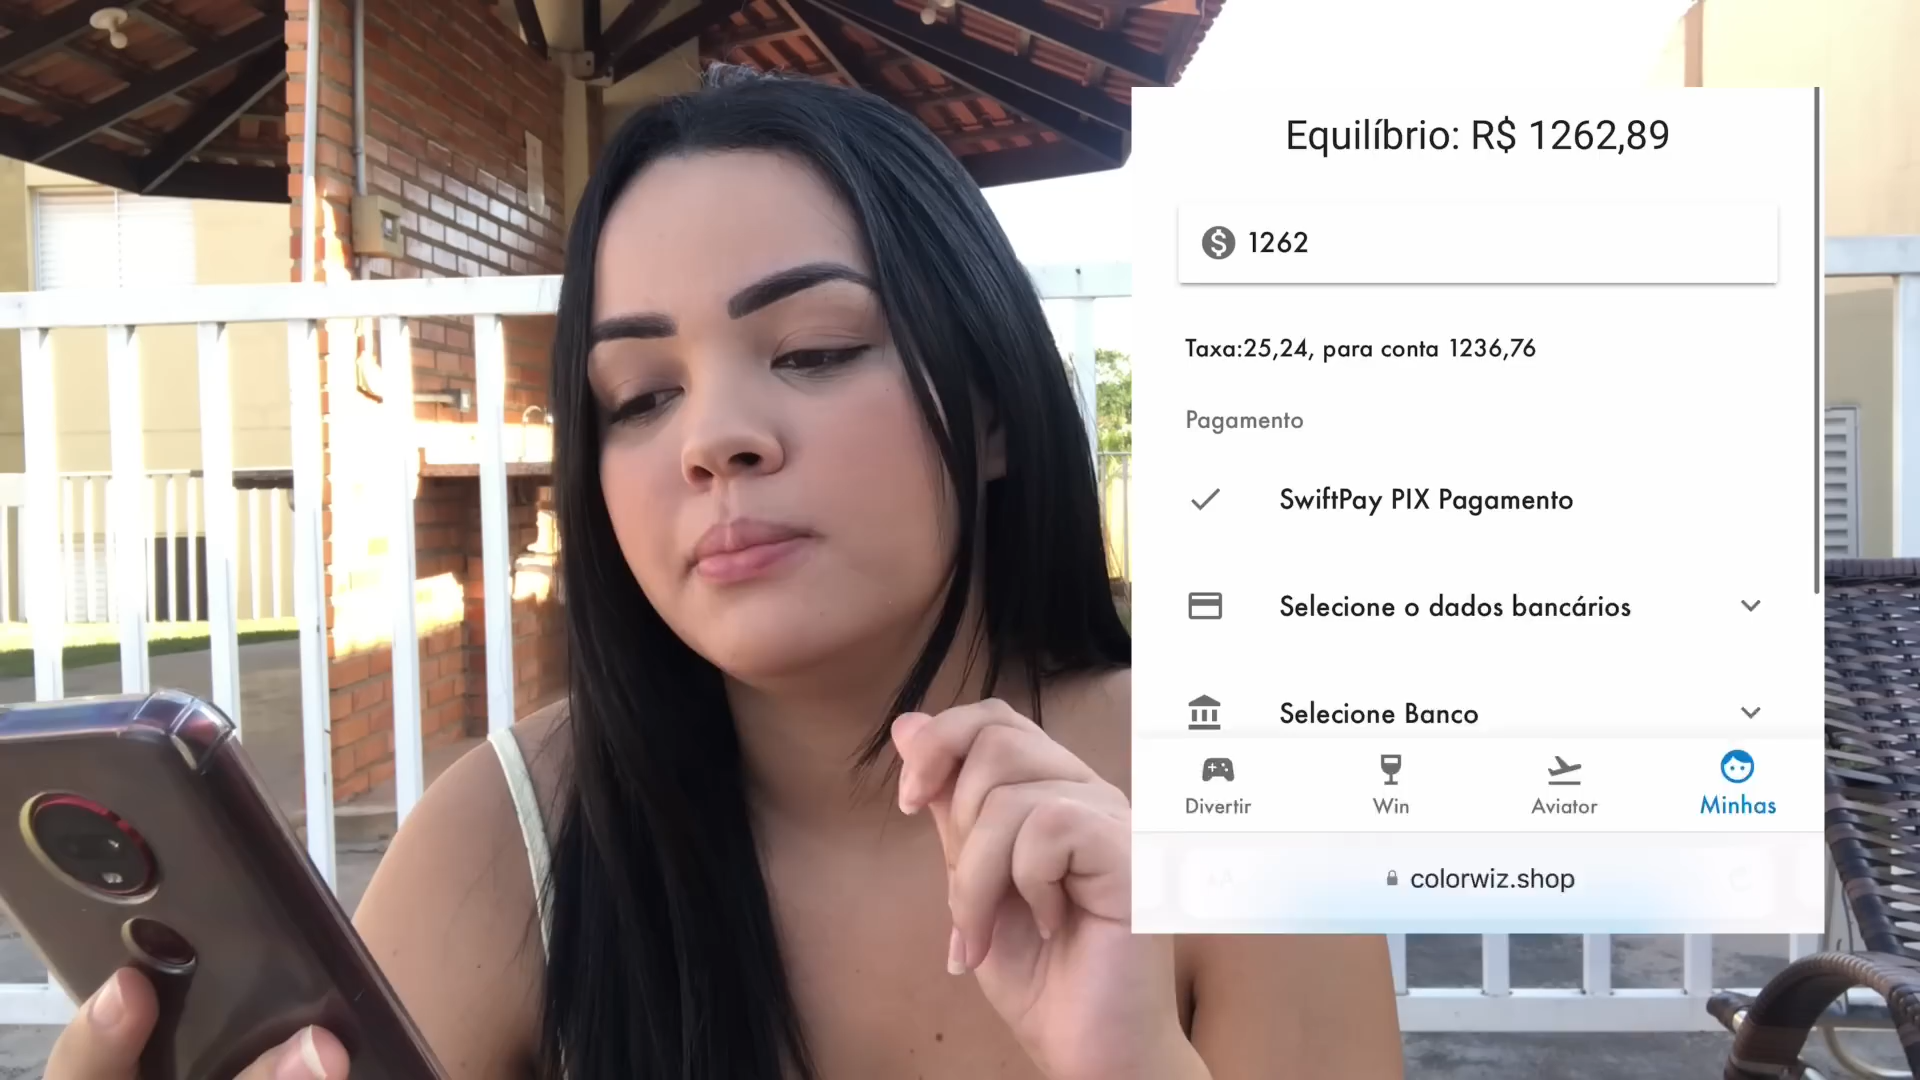 Equilíbrio: R$ 1262,89
1262
Taxa:25,24, para conta 1236,76
Pagamento
SwiftPay PIX Pagamento
Selecione o dados bancários
Selecione Banco
Divertir
Win
Aviator
Minhas
colorwiz.shop